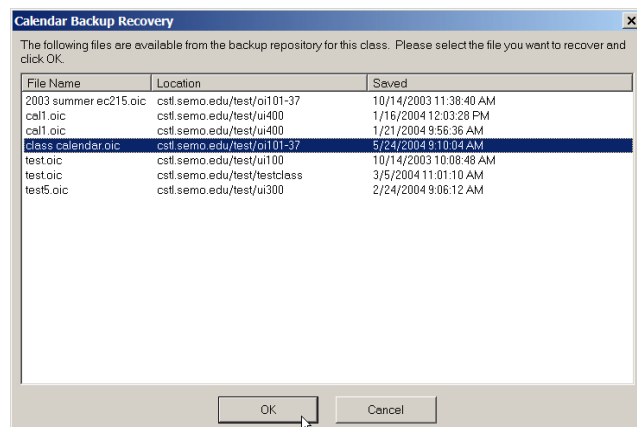 Calendar Backup Recovery
The following files are available from the backup repository for this class. Please select the file you want to recover and
click OK.
File Name Location Saved
2003 summer ec215.oic cstl.semo.edu/test/oi101-37 10/14/2003 11:38:40 AM
cal1.oic cstl.semo.edu/test/ui400 1/16/2004 12:03:28 PM
cal1.oic cstl.semo.edu/test/ui400 1/21/2004 9:56:36 AM
class calendar.oic cstl.semo.edu/test/oi101-37 5/24/2004 9:10:04 AM
test.oic cstl.semo.edu/test/ui100 10/14/2003 10:08:48 AM
test.oic cstl.semo.edu/test/testclass 3/5/2004 11:01:10 AM
test5.oic cstl.semo.edu/test/ui300 2/24/2004 9:06:12 AM
OK Cancel